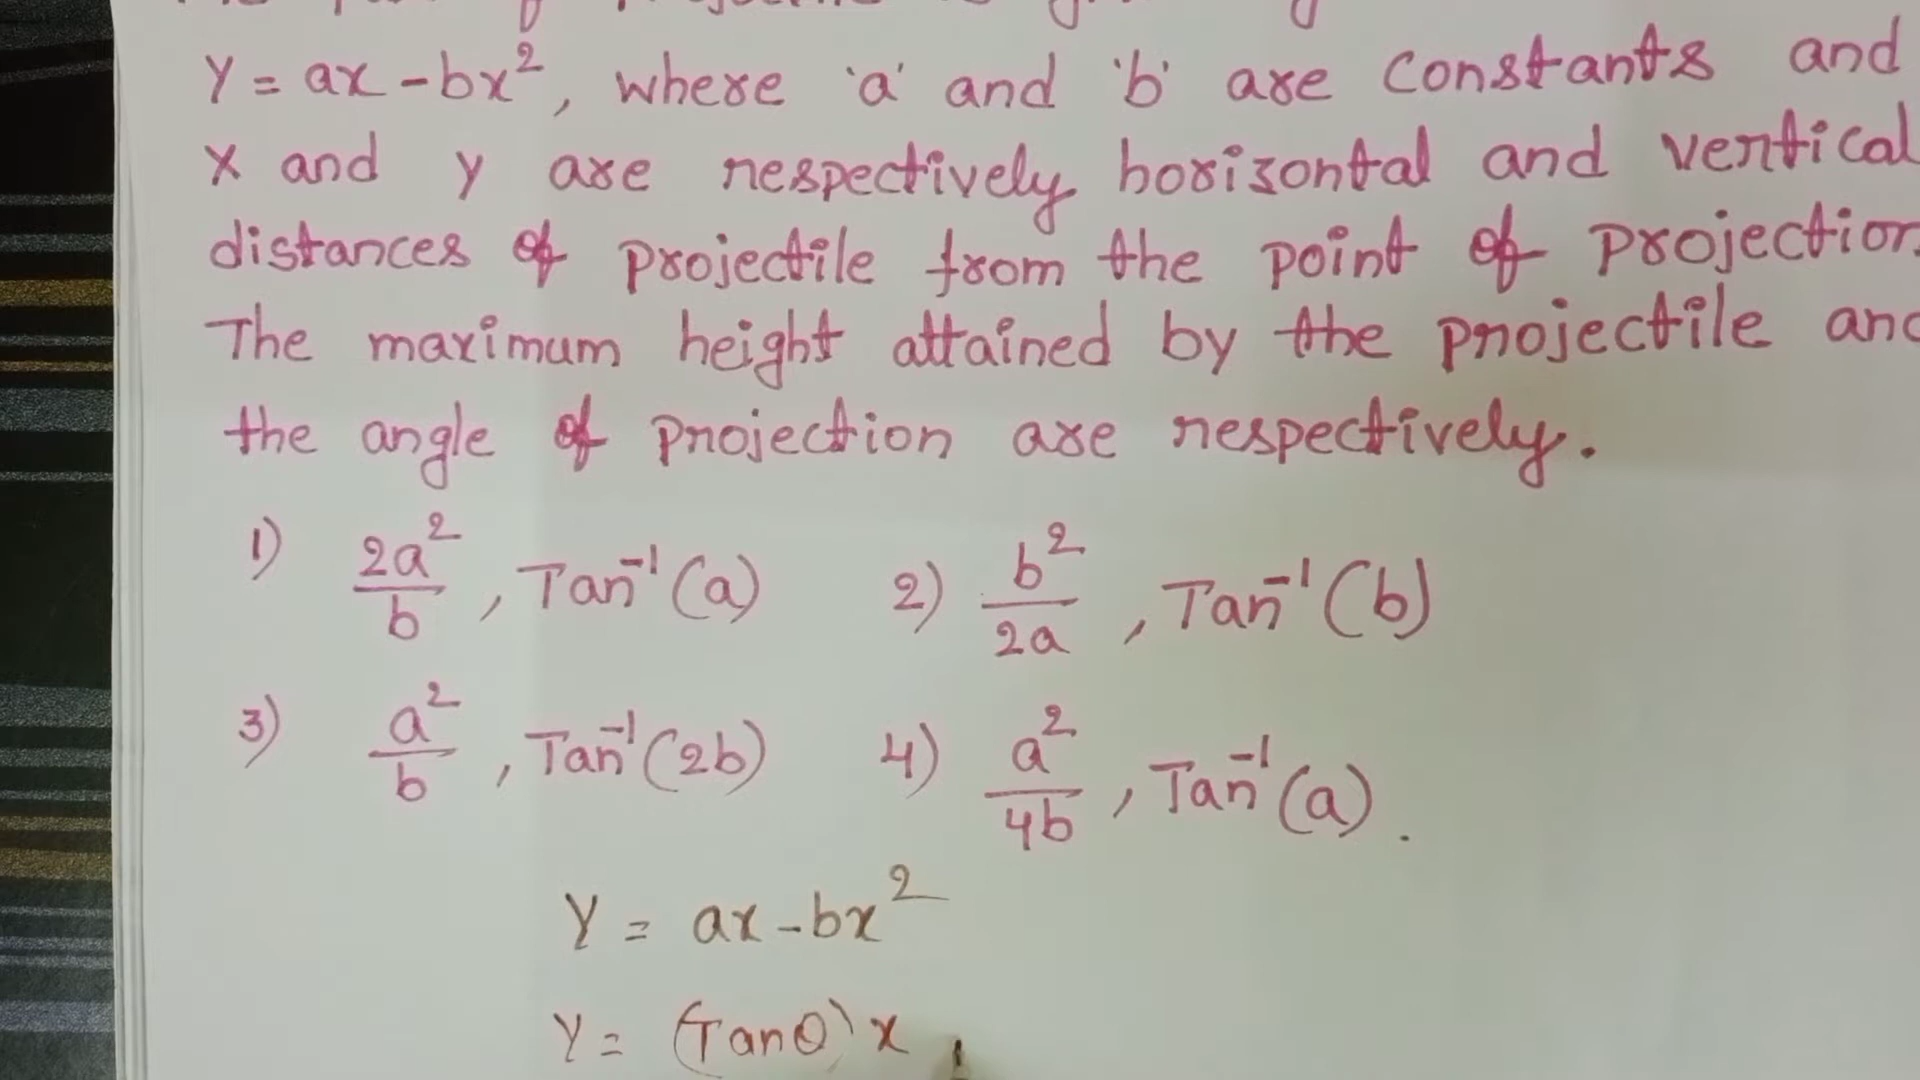 Y = ax - bx², where 'a' and 'b' are constants and
x and y are respectively horizontal and vertical
distances of projectile from the point of projection.
The maximum height attained by the projectile and
the angle of projection are respectively.
1) 2a²/b , Tan⁻¹(a) 2) b²/2a , Tan⁻¹(b)
3) a²/b , Tan⁻¹(2b) 4) a²/4b , Tan⁻¹(a).
Y = ax - bx²
Y = (Tanθ) x